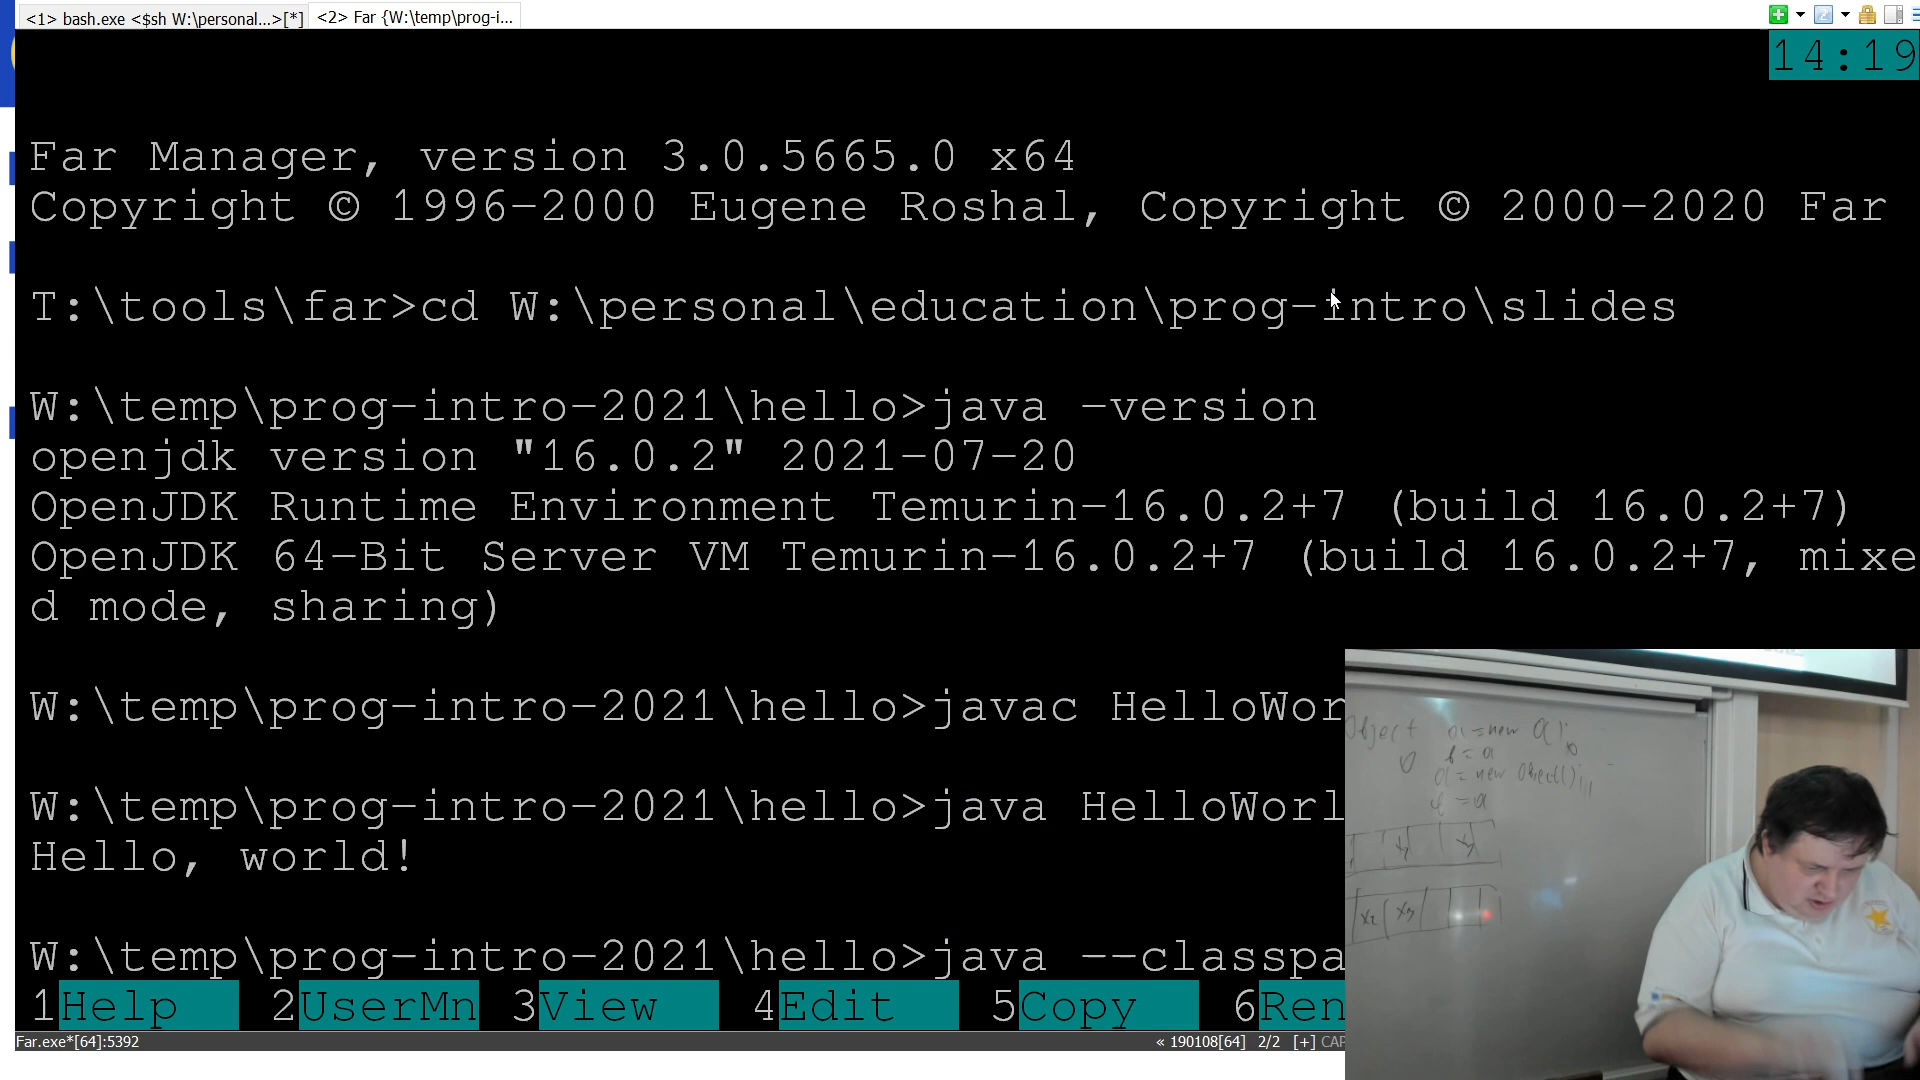 <1> bash.exe <$sh W:\personal...>[*] <2> Far {W:\temp\prog-i...
14:19
Far Manager, version 3.0.5665.0 x64
Copyright © 1996-2000 Eugene Roshal, Copyright © 2000-2020 Far
T:\tools\far>cd W:\personal\education\prog-intro\slides
W:\temp\prog-intro-2021\hello>java -version
openjdk version "16.0.2" 2021-07-20
OpenJDK Runtime Environment Temurin-16.0.2+7 (build 16.0.2+7)
OpenJDK 64-Bit Server VM Temurin-16.0.2+7 (build 16.0.2+7, mixe
d mode, sharing)
W:\temp\prog-intro-2021\hello>javac HelloWor
W:\temp\prog-intro-2021\hello>java HelloWorl
Hello, world!
W:\temp\prog-intro-2021\hello>java --classpa
1Help 2UserMn 3View 4Edit 5Copy 6Ren
Far.exe*[64]:5392 « 190108[64] 2/2 [+] CAP
Object a = new
a = new Object()